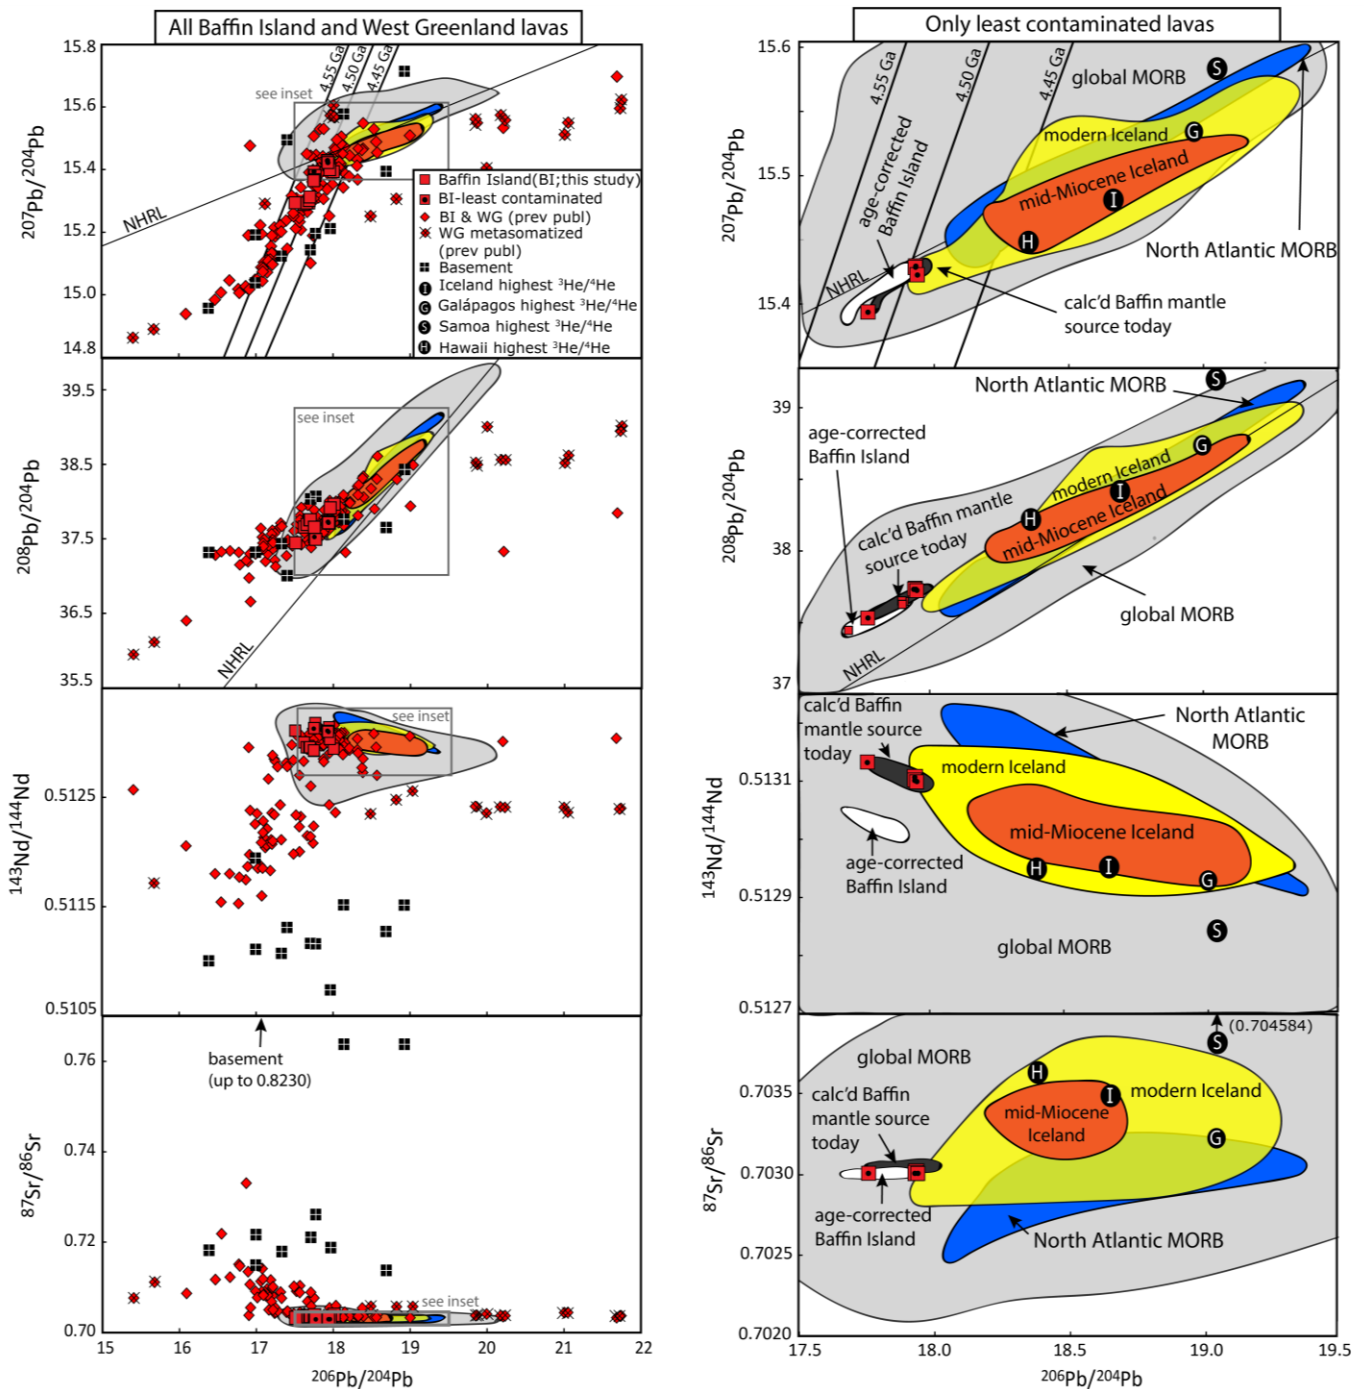 All Baffin Island and West Greenland lavas
15.8
15.6
15.4
15.2
15.0
14.8
207Pb/204Pb
4.55 Ga
4.50 Ga
4.45 Ga
see inset
NHRL
Baffin Island(BI;this study)
BI-least contaminated
BI & WG (prev publ)
WG metasomatized
(prev publ)
Basement
I Iceland highest ³He/⁴He
G Galápagos highest ³He/⁴He
S Samoa highest ³He/⁴He
H Hawaii highest ³He/⁴He
39.5
38.5
37.5
36.5
35.5
208Pb/204Pb
see inset
NHRL
0.5125
0.5115
0.5105
143Nd/144Nd
see inset
0.76
0.74
0.72
0.70
87Sr/86Sr
basement
(up to 0.8230)
see inset
15 16 17 18 19 20 21 22
206Pb/204Pb
Only least contaminated lavas
15.6
15.5
15.4
207Pb/204Pb
4.55 Ga
4.50 Ga
4.45 Ga
global MORB
S
age-corrected
Baffin Island
modern Iceland
G
mid-Miocene Iceland
I
H
North Atlantic MORB
NHRL
calc'd Baffin mantle
source today
39
38
37
208Pb/204Pb
North Atlantic MORB
S
age-corrected
Baffin Island
G
modern Iceland
I
H
mid-Miocene Iceland
calc'd Baffin mantle
source today
global MORB
NHRL
0.5131
0.5129
0.5127
143Nd/144Nd
calc'd Baffin
mantle source
today
North Atlantic
MORB
modern Iceland
mid-Miocene Iceland
H
I
G
age-corrected
Baffin Island
S
global MORB
0.7035
0.7030
0.7025
0.7020
87Sr/86Sr
(0.704584)
S
global MORB
H
calc'd Baffin
mantle source
today
I
modern Iceland
mid-Miocene
Iceland
G
age-corrected
Baffin Island
North Atlantic MORB
17.5 18.0 18.5 19.0 19.5
206Pb/204Pb